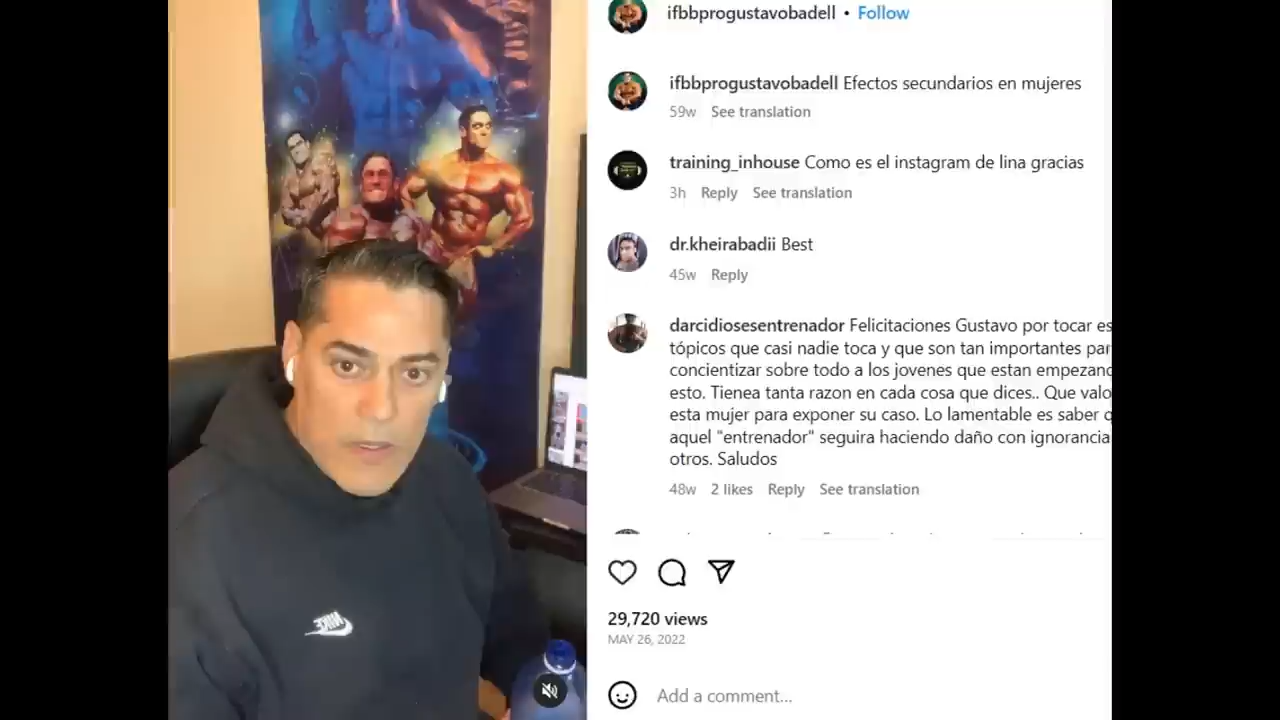 ifbbprogustavobadell • Follow
ifbbprogustavobadell Efectos secundarios en mujeres
59w See translation
training_inhouse Como es el instagram de lina gracias
3h Reply See translation
dr.kheirabadii Best
45w Reply
darcidiosesentrenador Felicitaciones Gustavo por tocar es
tópicos que casi nadie toca y que son tan importantes par
concientizar sobre todo a los jovenes que estan empezand
esto. Tienea tanta razon en cada cosa que dices.. Que valo
esta mujer para exponer su caso. Lo lamentable es saber q
aquel "entrenador" seguira haciendo daño con ignorancia
otros. Saludos
48w 2 likes Reply See translation
29,720 views
MAY 26, 2022
Add a comment...
NIKE